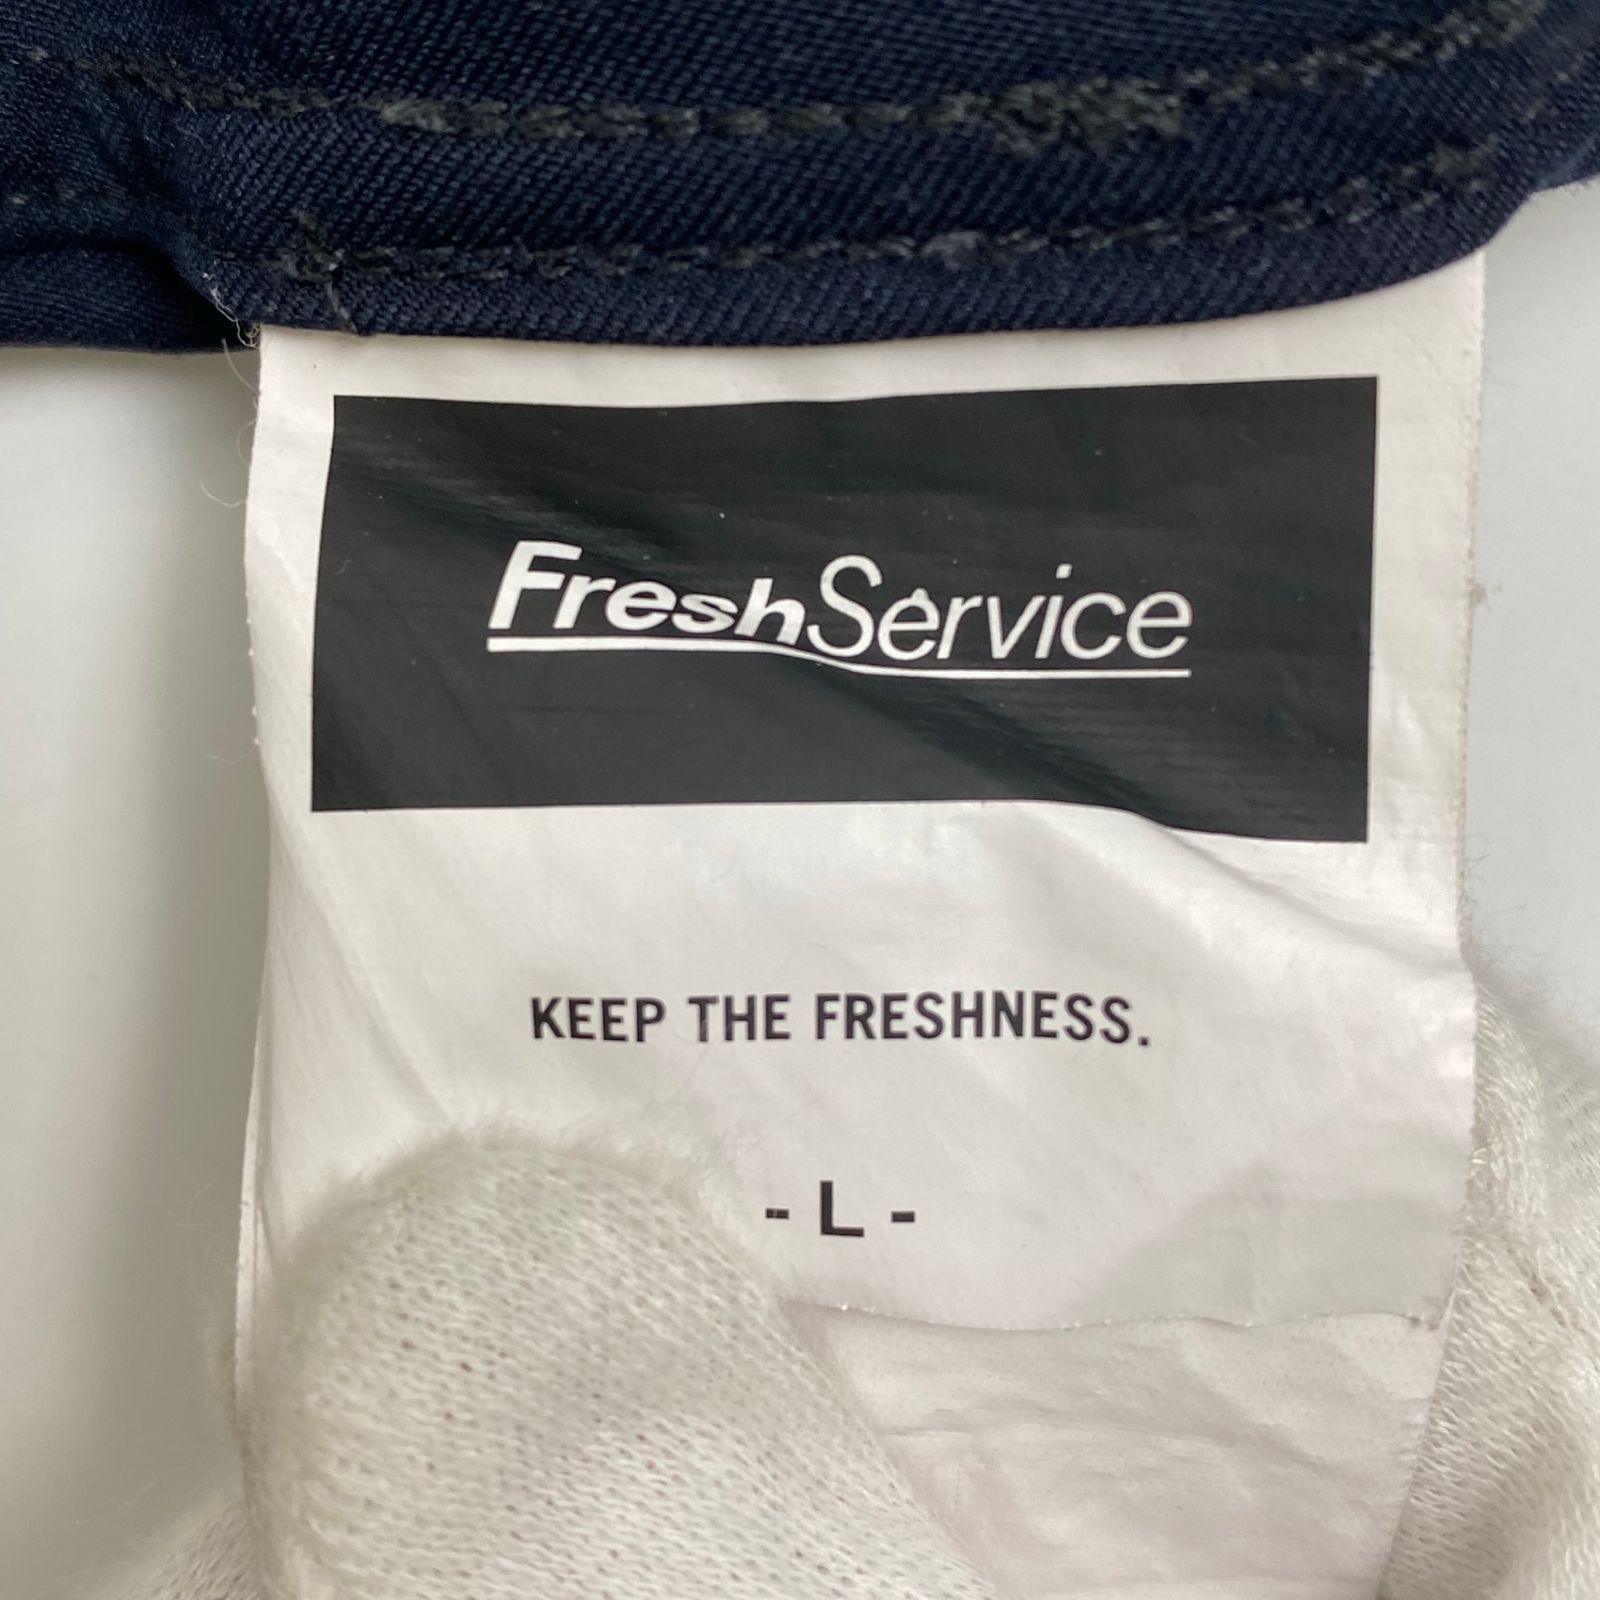 FreshService
KEEP THE FRESHNESS.
- L -